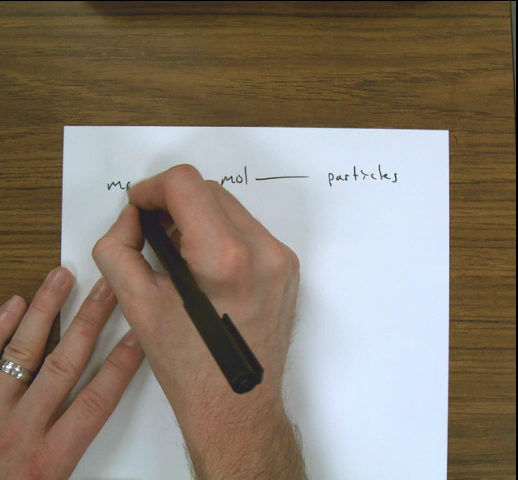 mol — particles